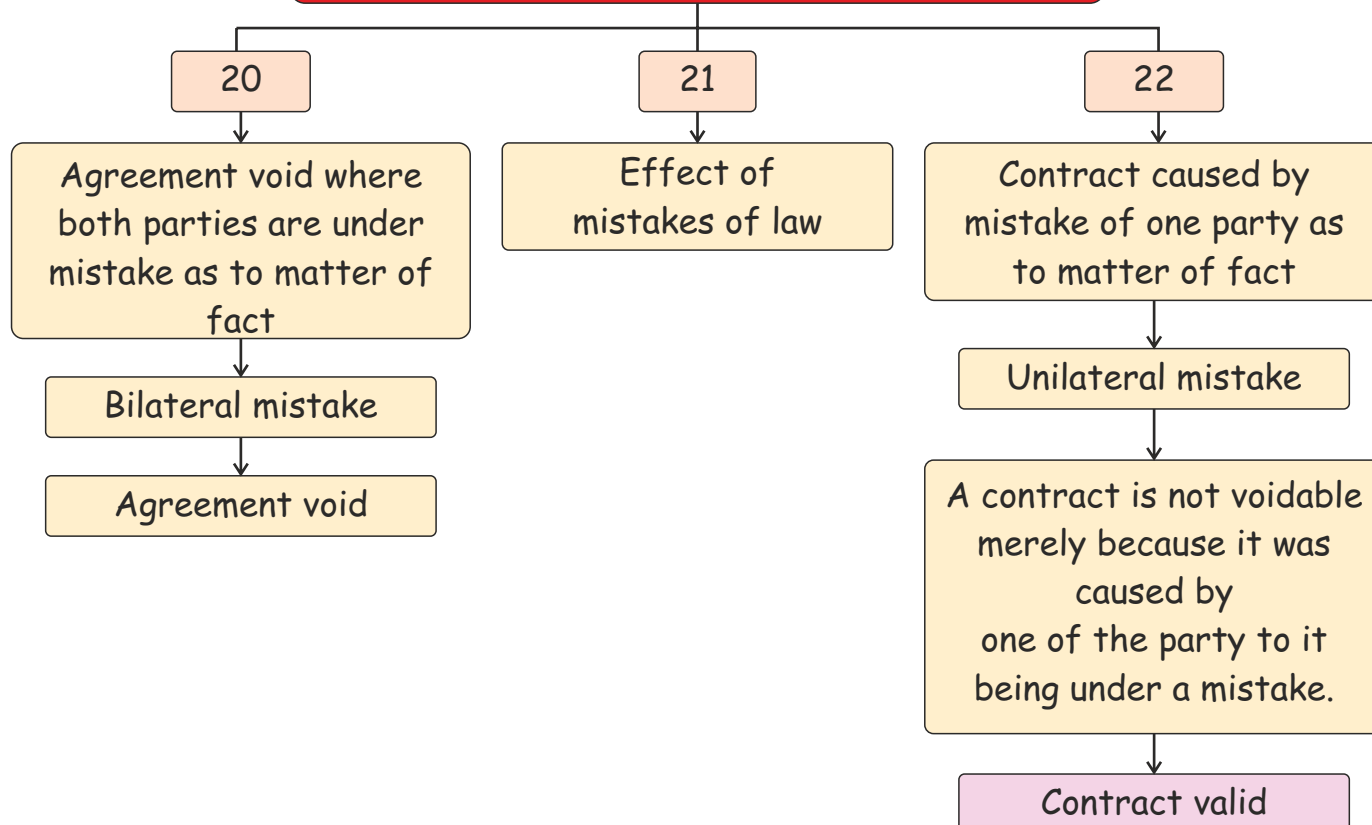 20
21
22
Agreement void where
both parties are under
mistake as to matter of
fact
Effect of
mistakes of law
Contract caused by
mistake of one party as
to matter of fact
Bilateral mistake
Unilateral mistake
Agreement void
A contract is not voidable
merely because it was
caused by
one of the party to it
being under a mistake.
Contract valid